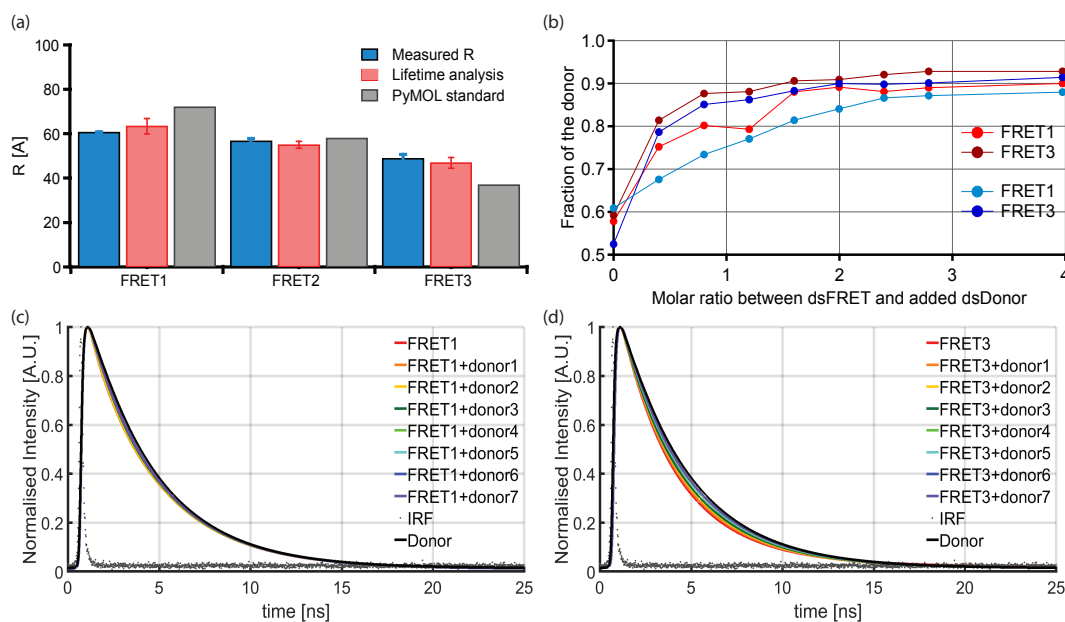 (a)
100
80
60
40
20
0
R [A]
Measured R
Lifetime analysis
PyMOL standard
FRET1
FRET2
FRET3
(b)
1.0
0.9
0.8
0.7
0.6
0.5
Fraction of the donor
FRET1
FRET3
FRET1
FRET3
0
1
2
3
4
Molar ratio between dsFRET and added dsDonor
(c)
1
0.8
0.6
0.4
0.2
0
Normalised Intensity [A.U.]
FRET1
FRET1+donor1
FRET1+donor2
FRET1+donor3
FRET1+donor4
FRET1+donor5
FRET1+donor6
FRET1+donor7
IRF
Donor
0
5
10
15
20
25
time [ns]
(d)
1
0.8
0.6
0.4
0.2
0
Normalised Intensity [A.U.]
FRET3
FRET3+donor1
FRET3+donor2
FRET3+donor3
FRET3+donor4
FRET3+donor5
FRET3+donor6
FRET3+donor7
IRF
Donor
0
5
10
15
20
25
time [ns]